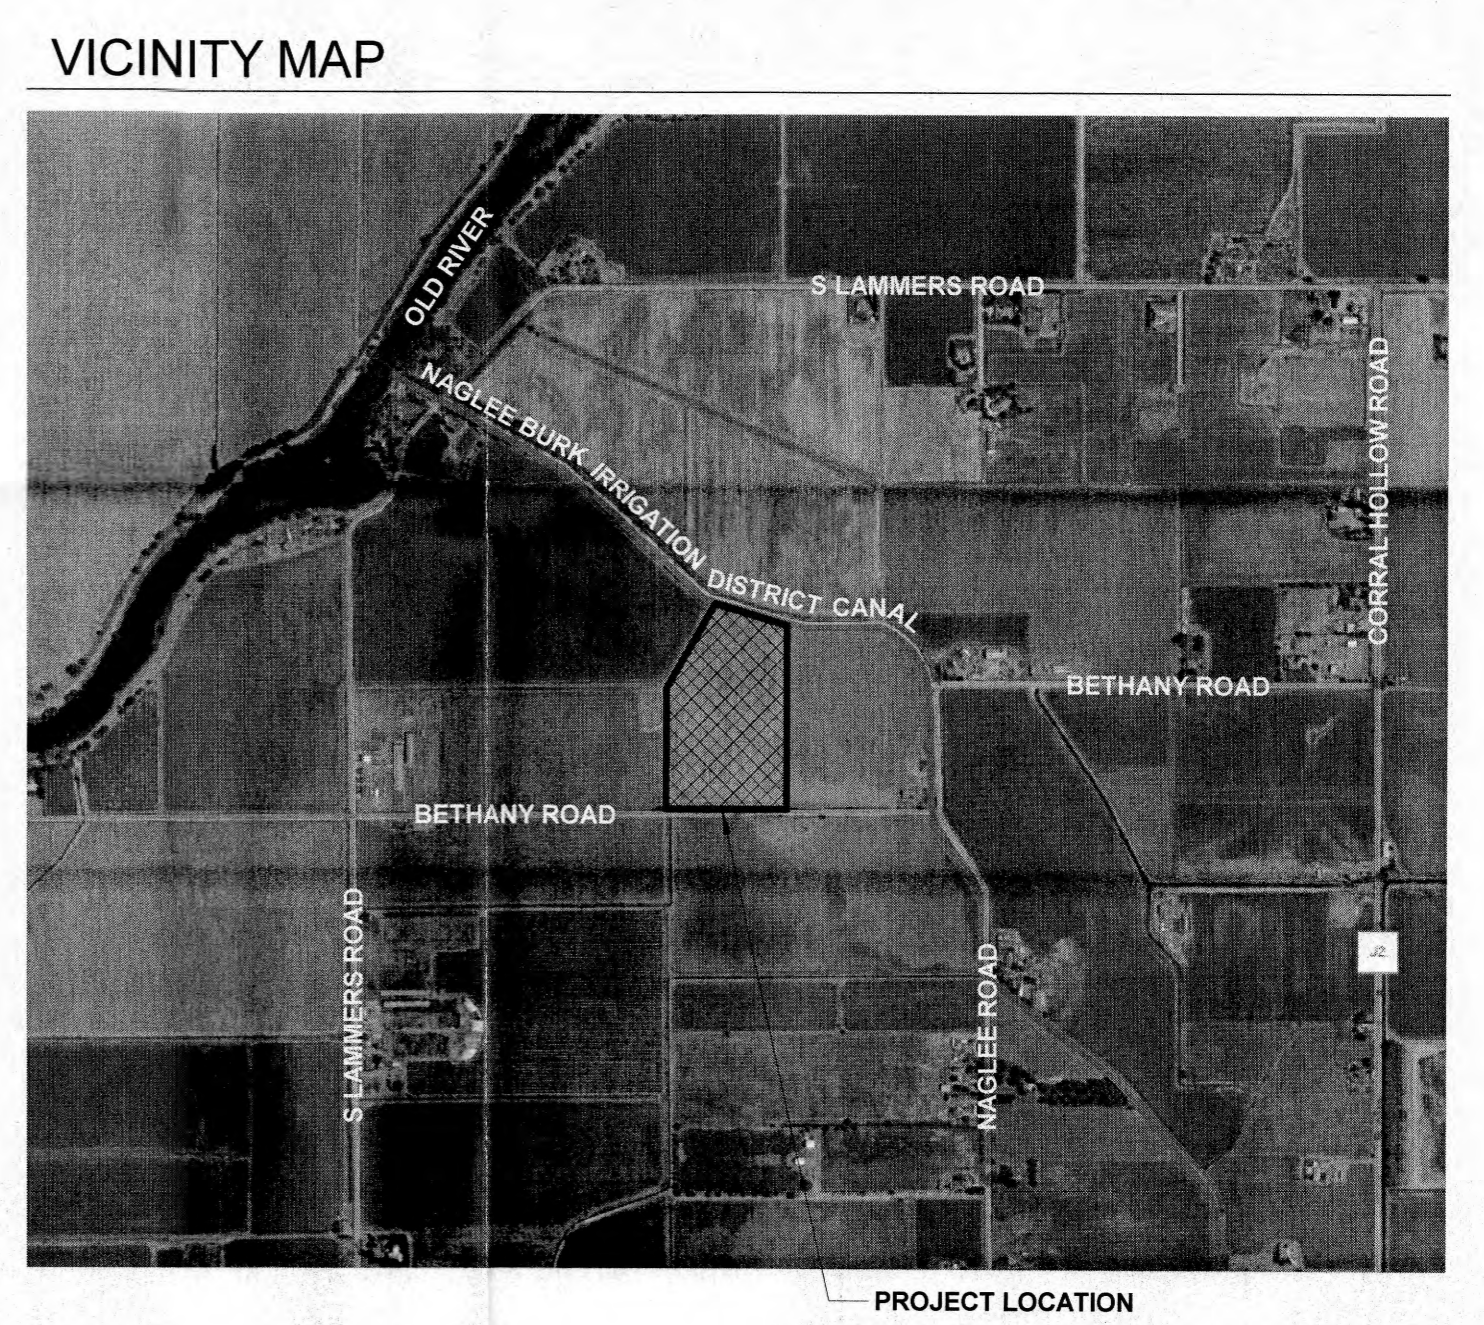 VICINITY MAP
OLD RIVER
S LAMMERS ROAD
NAGLEE BURK IRRIGATION DISTRICT CANAL
CORRAL HOLLOW ROAD
BETHANY ROAD
BETHANY ROAD
S LAMMERS ROAD
NAGLEE ROAD
J2
PROJECT LOCATION